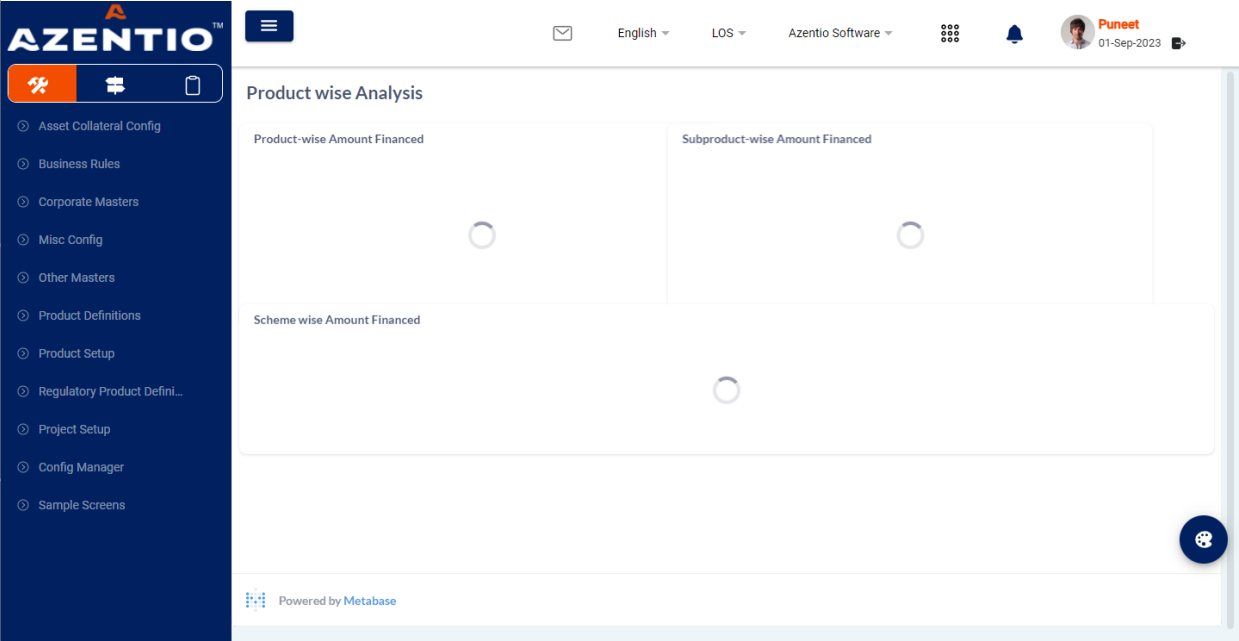 AZENTIO™
English
LOS
Azentio Software
Puneet
01-Sep-2023
Asset Collateral Config
Business Rules
Corporate Masters
Misc Config
Other Masters
Product Definitions
Product Setup
Regulatory Product Defini...
Project Setup
Config Manager
Sample Screens
Product wise Analysis
Product-wise Amount Financed
Subproduct-wise Amount Financed
Scheme wise Amount Financed
Powered by Metabase